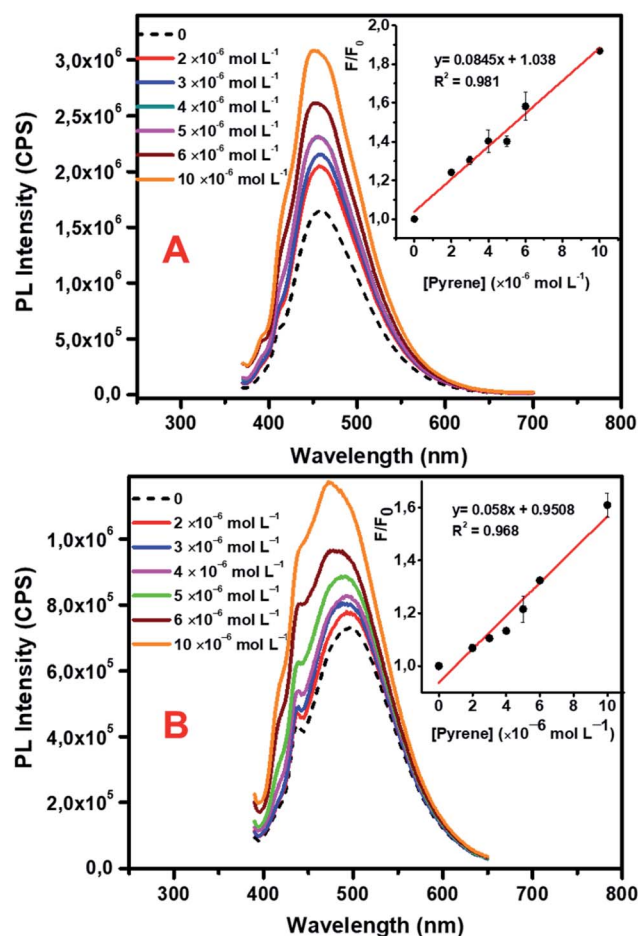 0
2 ×10⁻⁶ mol L⁻¹
3 ×10⁻⁶ mol L⁻¹
4 ×10⁻⁶ mol L⁻¹
5 ×10⁻⁶ mol L⁻¹
6 ×10⁻⁶ mol L⁻¹
10 ×10⁻⁶ mol L⁻¹
A
PL Intensity (CPS)
3,0x10⁶
2,5x10⁶
2,0x10⁶
1,5x10⁶
1,0x10⁶
5,0x10⁵
0,0
300
400
500
600
700
800
Wavelength (nm)
F/F₀
y= 0.0845x + 1.038
R² = 0.981
2,0
1,8
1,6
1,4
1,2
1,0
0
2
4
6
8
10
[Pyrene] (×10⁻⁶ mol L⁻¹)
0
2 ×10⁻⁶ mol L⁻¹
3 ×10⁻⁶ mol L⁻¹
4 ×10⁻⁶ mol L⁻¹
5 ×10⁻⁶ mol L⁻¹
6 ×10⁻⁶ mol L⁻¹
10 ×10⁻⁶ mol L⁻¹
B
PL Intensity (CPS)
1,0x10⁶
8,0x10⁵
6,0x10⁵
4,0x10⁵
2,0x10⁵
0,0
300
400
500
600
700
800
Wavelength (nm)
F/F₀
y= 0.058x + 0.9508
R² = 0.968
1,6
1,4
1,2
1,0
0
2
4
6
8
10
[Pyrene] (×10⁻⁶ mol L⁻¹)